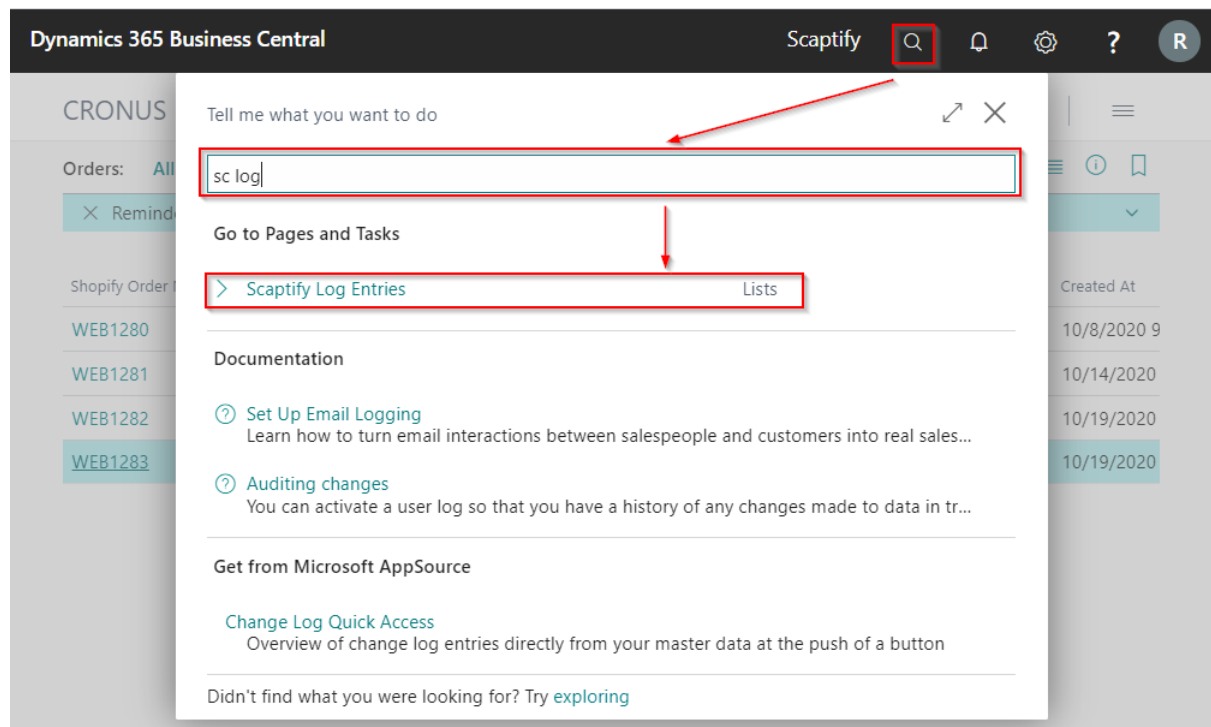 Dynamics 365 Business Central
Scaptify
?
R
CRONUS
Tell me what you want to do
Orders: All
sc log
Go to Pages and Tasks
Shopify Order
Scaptify Log Entries
Lists
Created At
WEB1280
10/8/2020 9
Documentation
WEB1281
10/14/2020
Set Up Email Logging
WEB1282
10/19/2020
Learn how to turn email interactions between salespeople and customers into real sales...
WEB1283
10/19/2020
Auditing changes
You can activate a user log so that you have a history of any changes made to data in tr...
Get from Microsoft AppSource
Change Log Quick Access
Overview of change log entries directly from your master data at the push of a button
Didn't find what you were looking for? Try exploring